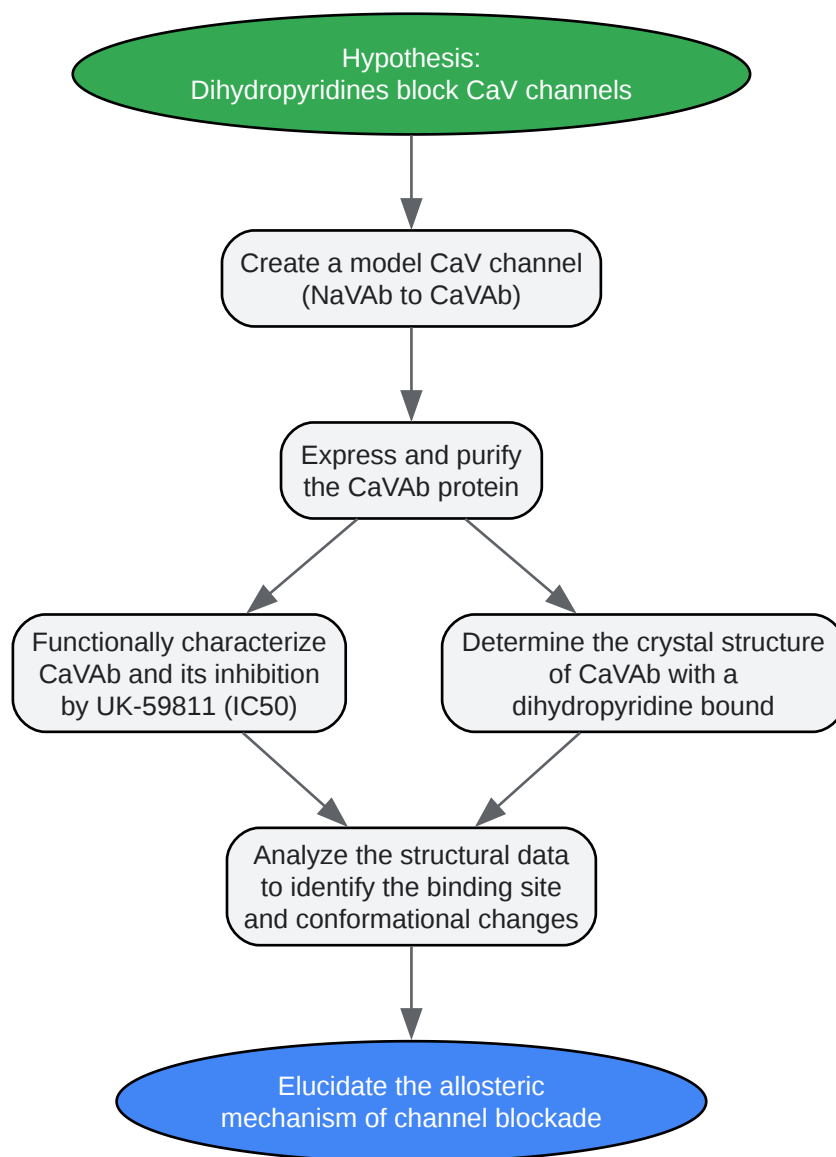 Hypothesis:
Dihydropyridines block CaV channels
Create a model CaV channel
(NaVAb to CaVAb)
Express and purify
the CaVAb protein
Functionally characterize
CaVAb and its inhibition
by UK-59811 (IC50)
Determine the crystal structure
of CaVAb with a
dihydropyridine bound
Analyze the structural data
to identify the binding site
and conformational changes
Elucidate the allosteric
mechanism of channel blockade